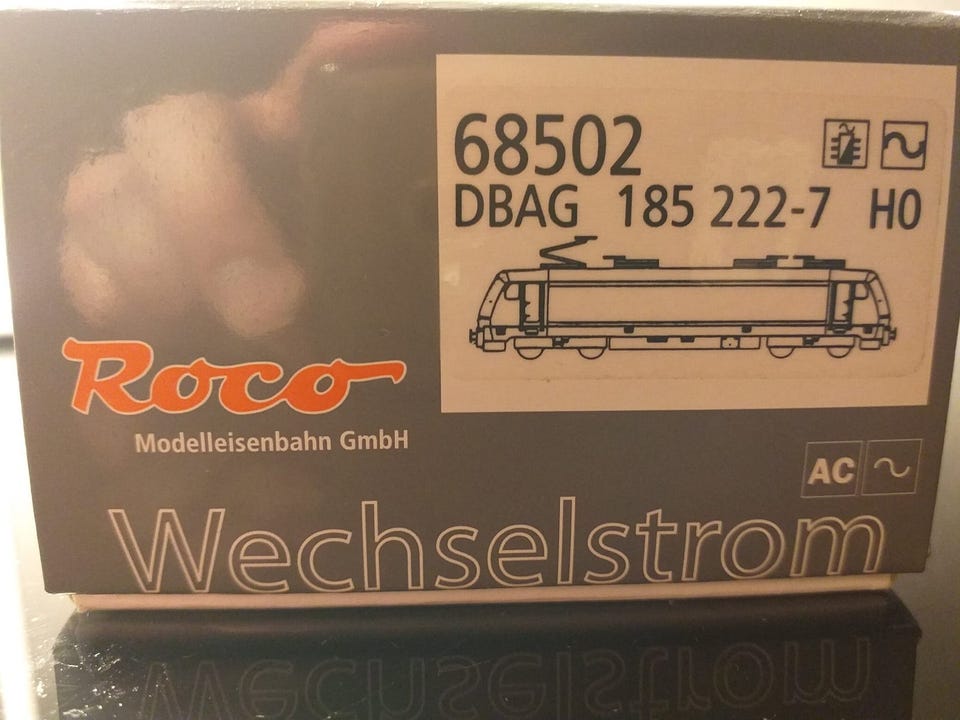 68502
DBAG 185 222-7 H0
Roco
Modelleisenbahn GmbH
AC
Wechselstrom